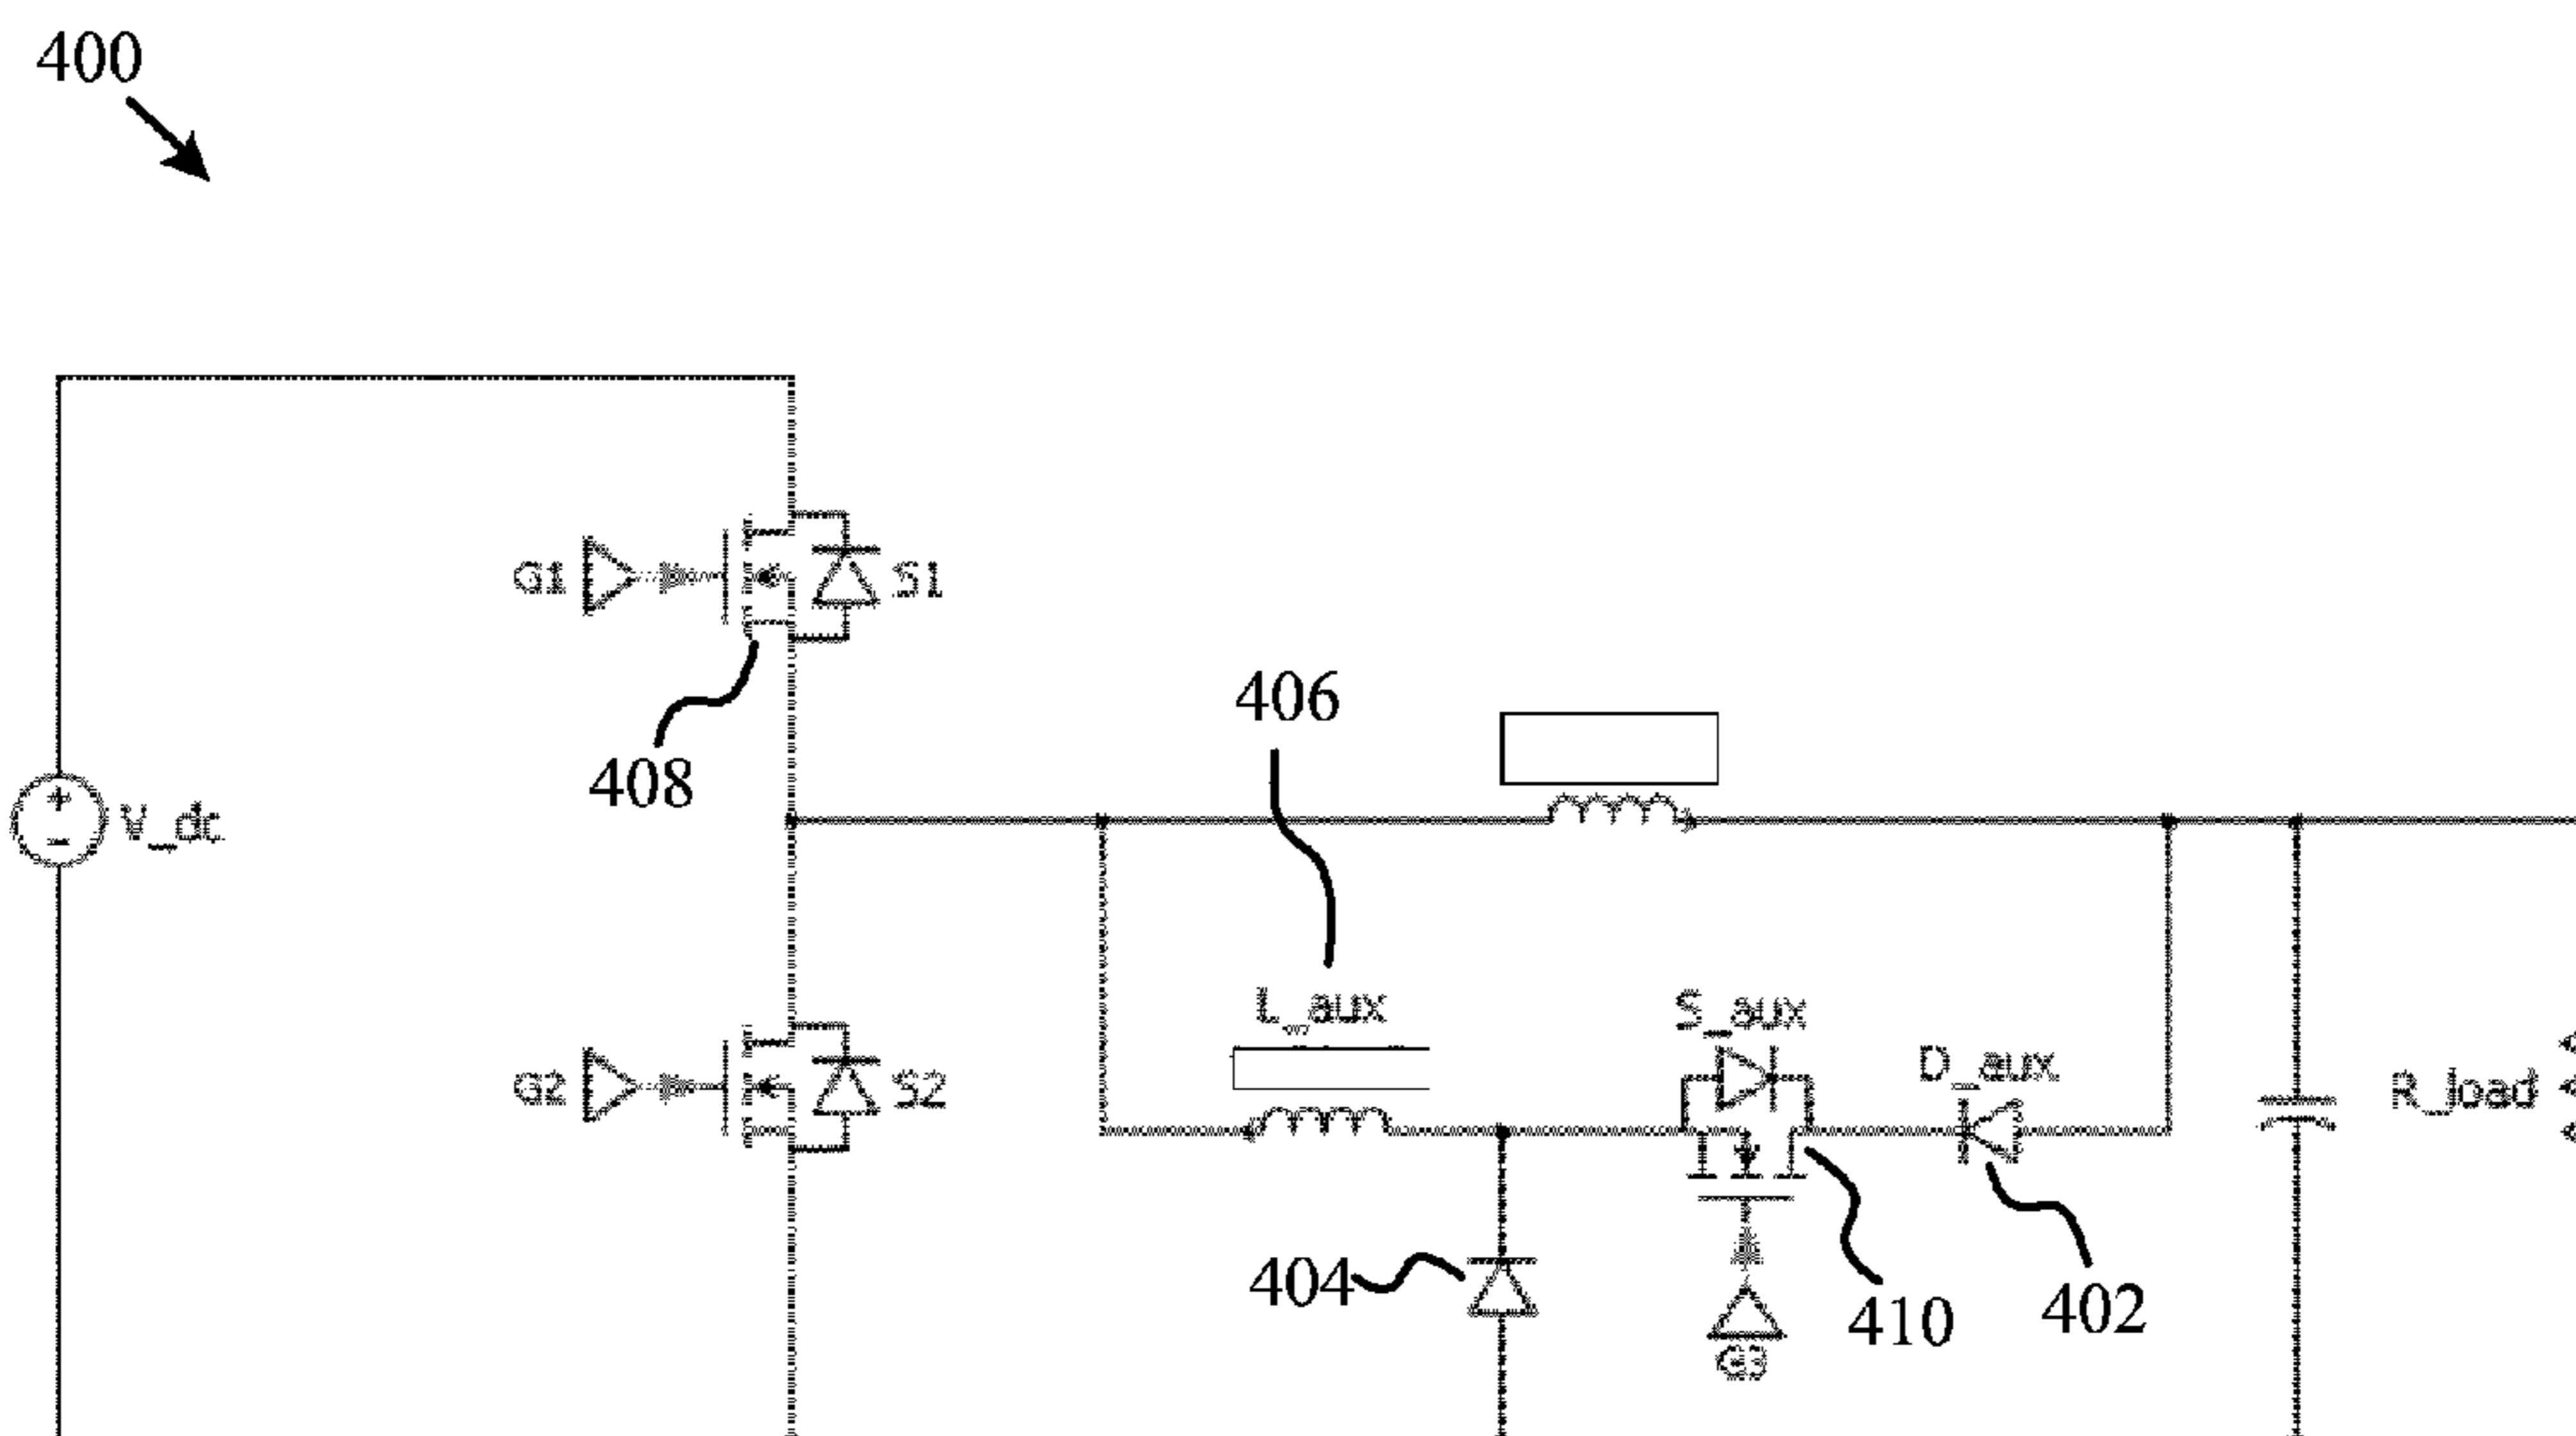 400
G1
S1
406
408
+
V_dc
-
L_aux
S_aux
D_aux
R_load
G2
S2
404
410
402
G3